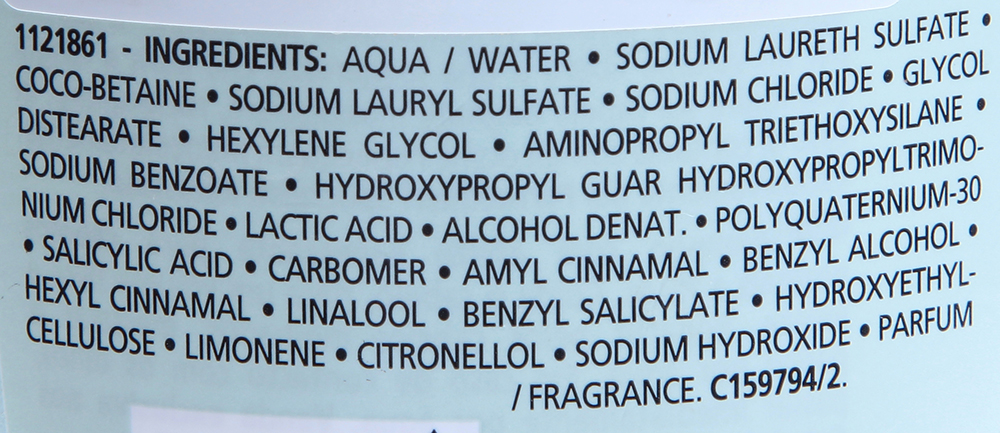 1121861 - INGREDIENTS: AQUA / WATER • SODIUM LAURETH SULFATE •
COCO-BETAINE • SODIUM LAURYL SULFATE • SODIUM CHLORIDE • GLYCOL
DISTEARATE • HEXYLENE GLYCOL • AMINOPROPYL TRIETHOXYSILANE •
SODIUM BENZOATE • HYDROXYPROPYL GUAR HYDROXYPROPYLTRIMO-
NIUM CHLORIDE • LACTIC ACID • ALCOHOL DENAT. • POLYQUATERNIUM-30
• SALICYLIC ACID • CARBOMER • AMYL CINNAMAL • BENZYL ALCOHOL •
HEXYL CINNAMAL • LINALOOL • BENZYL SALICYLATE • HYDROXYETHYL-
CELLULOSE • LIMONENE • CITRONELLOL • SODIUM HYDROXIDE • PARFUM
/ FRAGRANCE. C159794/2.